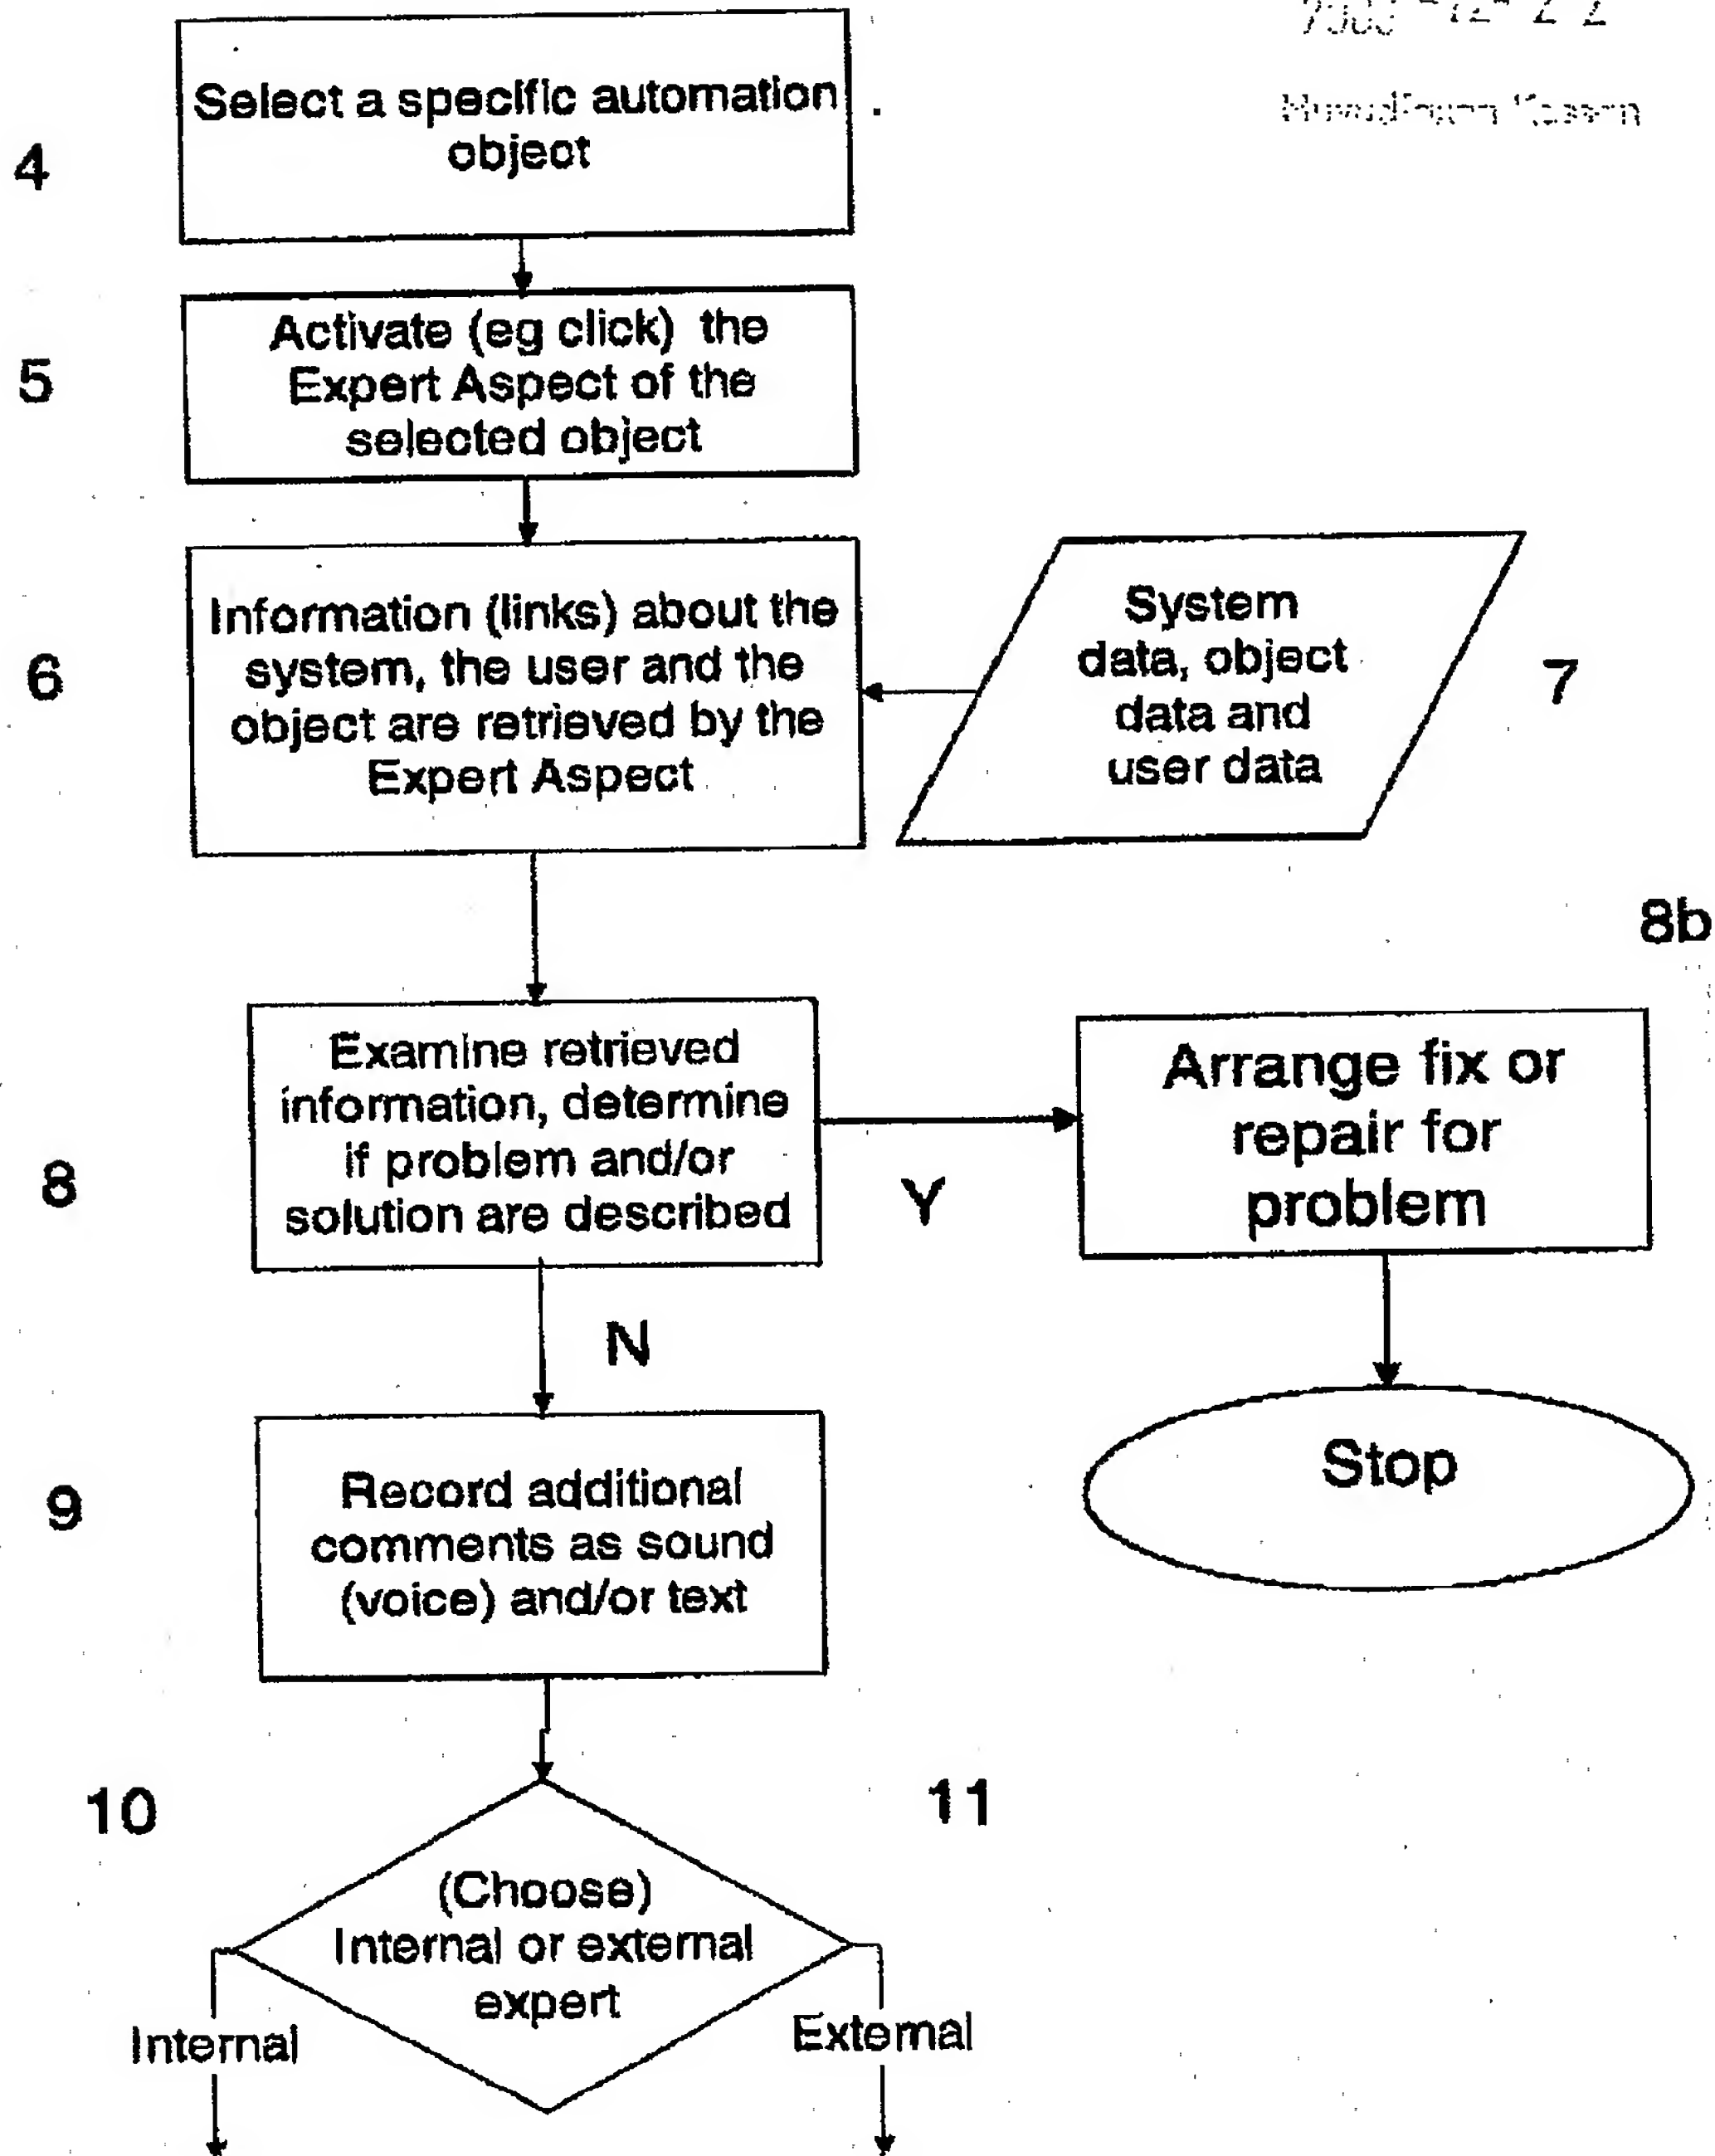 4
Select a specific automation
object
5
Activate (eg click) the
Expert Aspect of the
selected object
6
Information (links) about the
system, the user and the
object are retrieved by the
Expert Aspect
System
data, object
data and
user data
7
8b
8
Examine retrieved
information, determine
if problem and/or
solution are described
Y
Arrange fix or
repair for
problem
N
Stop
9
Record additional
comments as sound
(voice) and/or text
10
11
(Choose)
Internal or external
expert
Internal
External